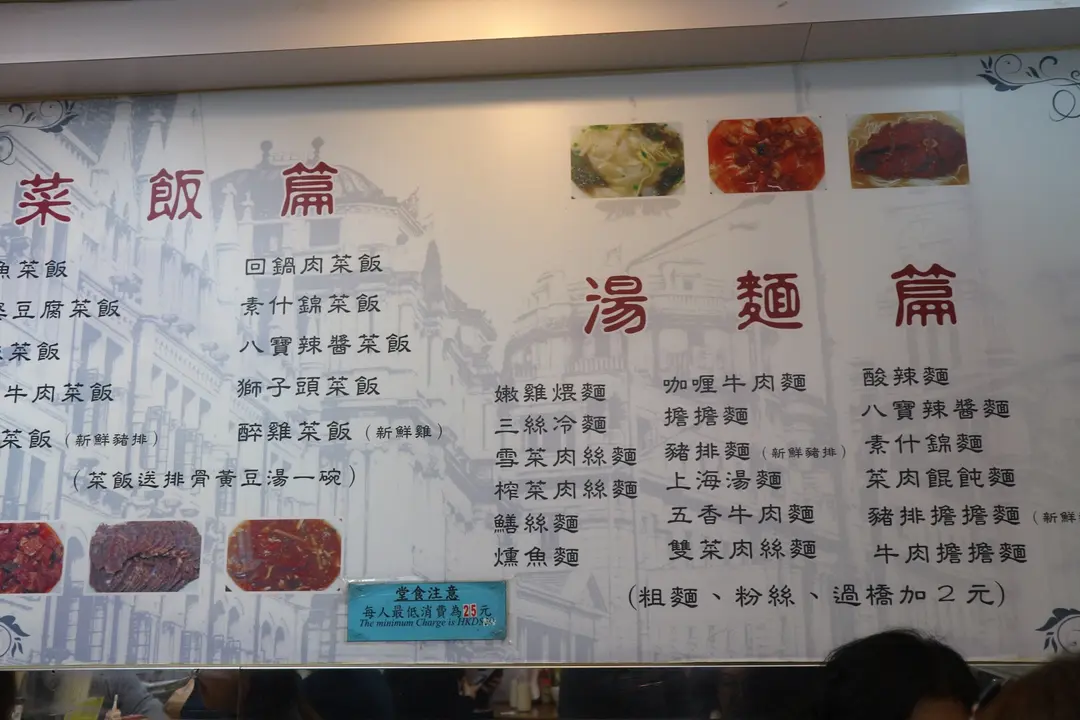 菜飯篇
魚菜飯
豆腐菜飯
菜飯
牛肉菜飯
菜飯(新鮮豬排)
回鍋肉菜飯
素什錦菜飯
八寶辣醬菜飯
獅子頭菜飯
醉雞菜飯(新鮮雞)
(菜飯送排骨黃豆湯一碗)
堂食注意
每人最低消費為25元
The minimum Charge is HKD$
湯麵篇
嫩雞煨麵
三絲冷麵
雪菜肉絲麵
榨菜肉絲麵
鱔絲麵
燻魚麵
咖喱牛肉麵
擔擔麵
豬排麵(新鮮豬排)
上海湯麵
五香牛肉麵
雙菜肉絲麵
酸辣麵
八寶辣醬麵
素什錦麵
菜肉餛飩麵
豬排擔擔麵(新鮮
牛肉擔擔麵
(粗麵、粉絲、過橋加2元)